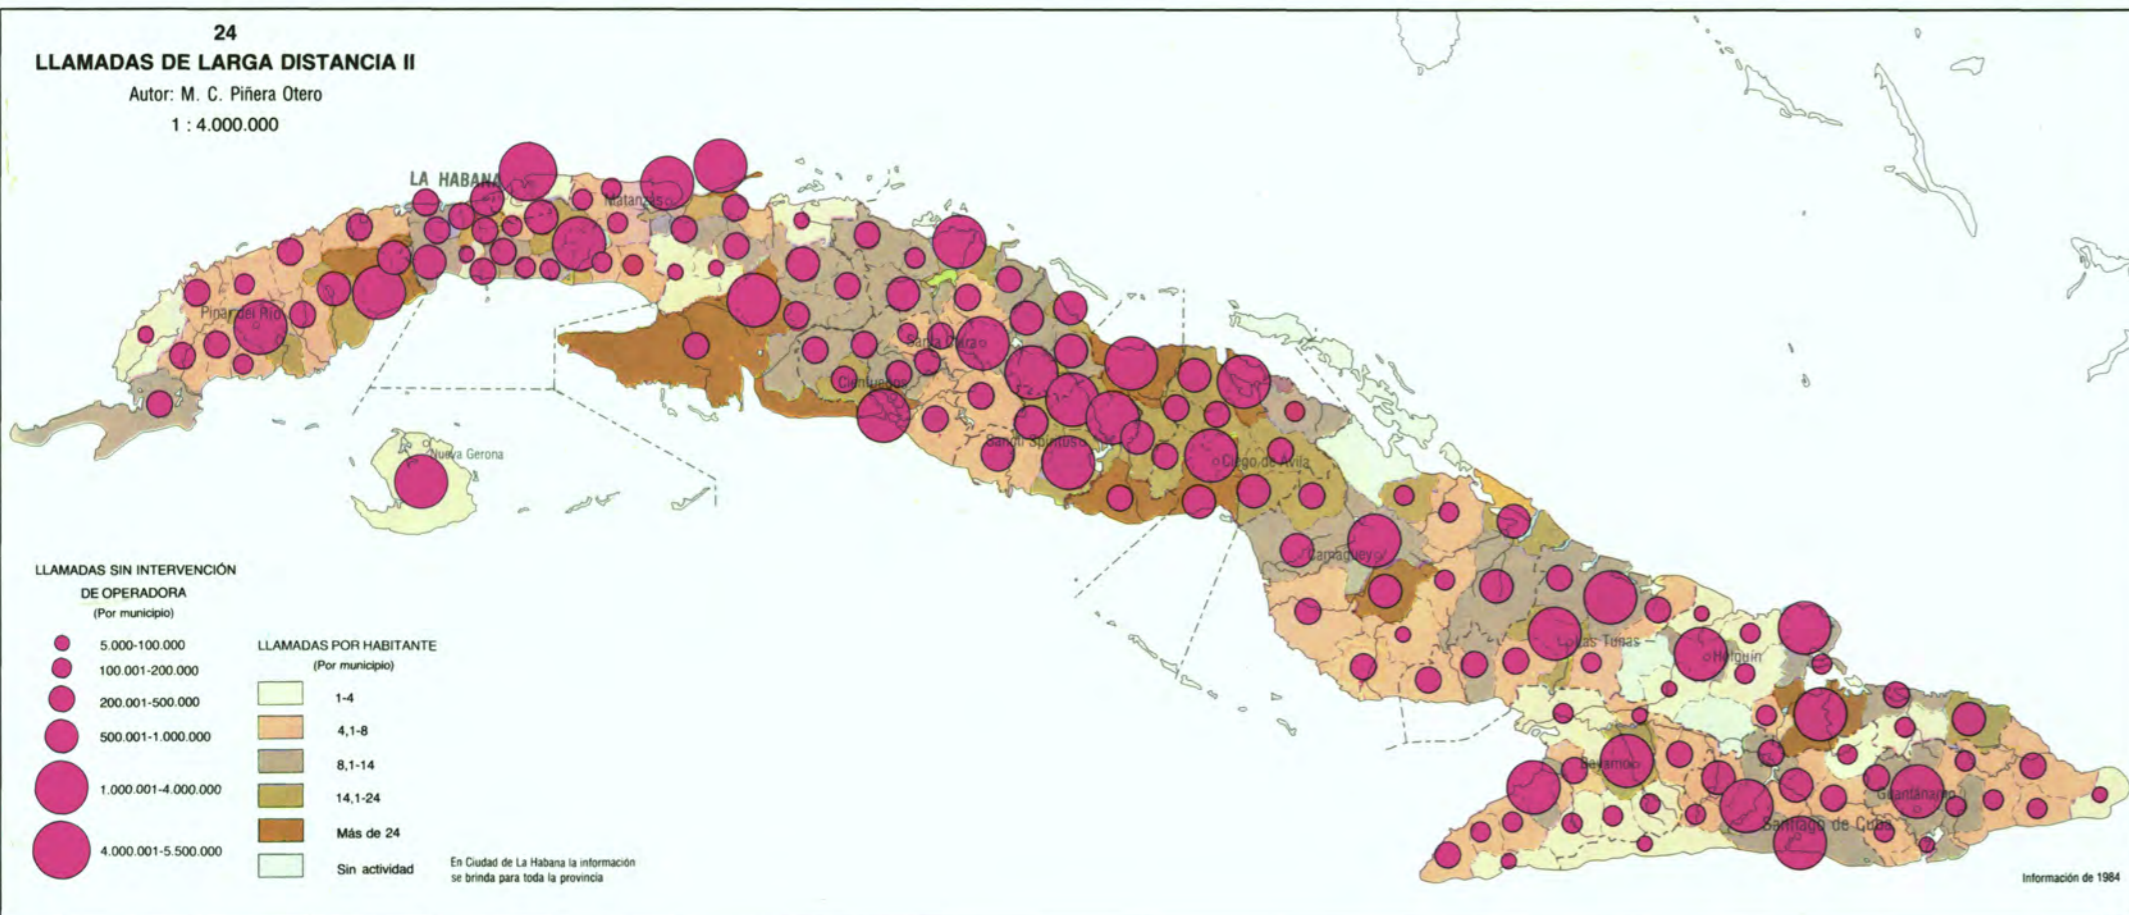 24
LLAMADAS DE LARGA DISTANCIA II
Autor: M. C. Piñera Otero
1 : 4.000.000
LA HABANA
Matanzas
Pinar del Río
Santa Clara
Cienfuegos
Nueva Gerona
Sancti Spíritus
Ciego de Avila
Camagüey
Las Tunas
Holguín
Bayamo
Guantánamo
Santiago de Cuba
LLAMADAS SIN INTERVENCIÓN
DE OPERADORA
(Por municipio)
5.000-100.000
100.001-200.000
200.001-500.000
500.001-1.000.000
1.000.001-4.000.000
4.000.001-5.500.000
LLAMADAS POR HABITANTE
(Por municipio)
1-4
4,1-8
8,1-14
14,1-24
Más de 24
Sin actividad
En Ciudad de La Habana la información
se brinda para toda la provincia
Información de 1984